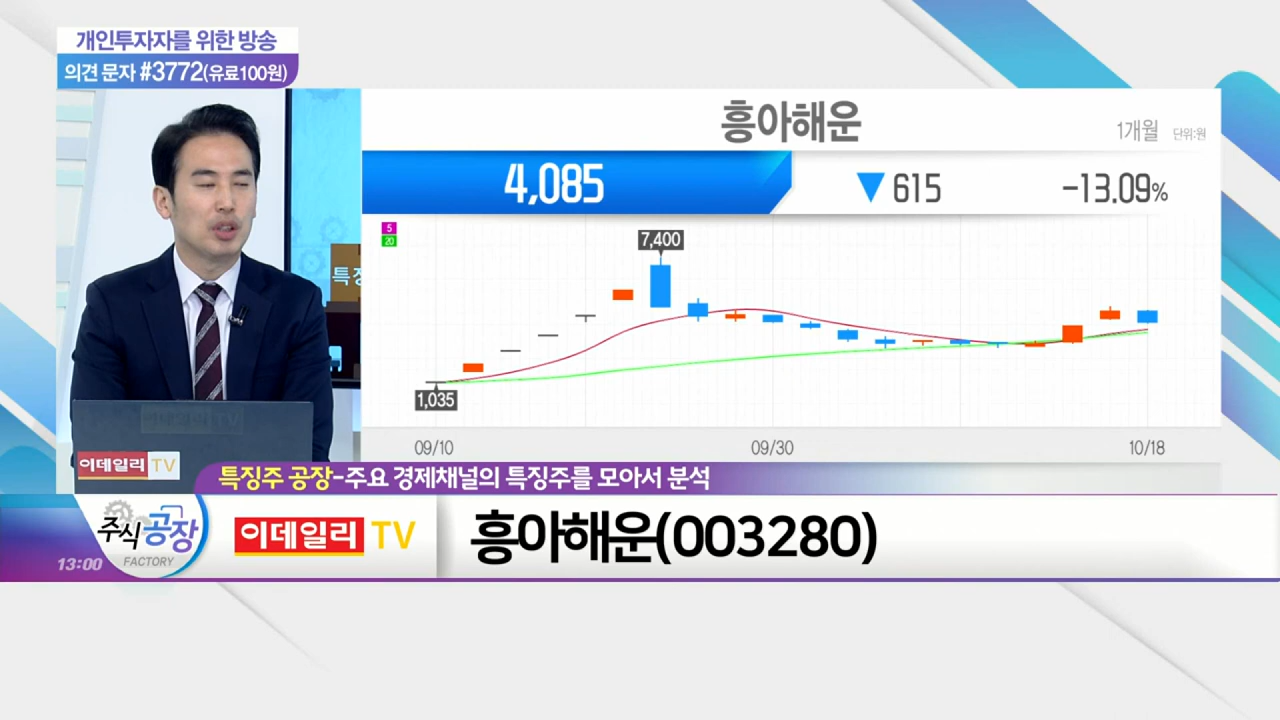 개인투자자를 위한 방송
의견 문자 #3772(유료100원)
흥아해운
1개월 단위:원
4,085 ▼ 615 -13.09%
5
20
7,400
1,035
09/10 09/30 10/18
특징
이데일리 TV
특징주 공장-주요 경제채널의 특징주를 모아서 분석
주식공장
FACTORY
13:00
이데일리 TV
흥아해운(003280)